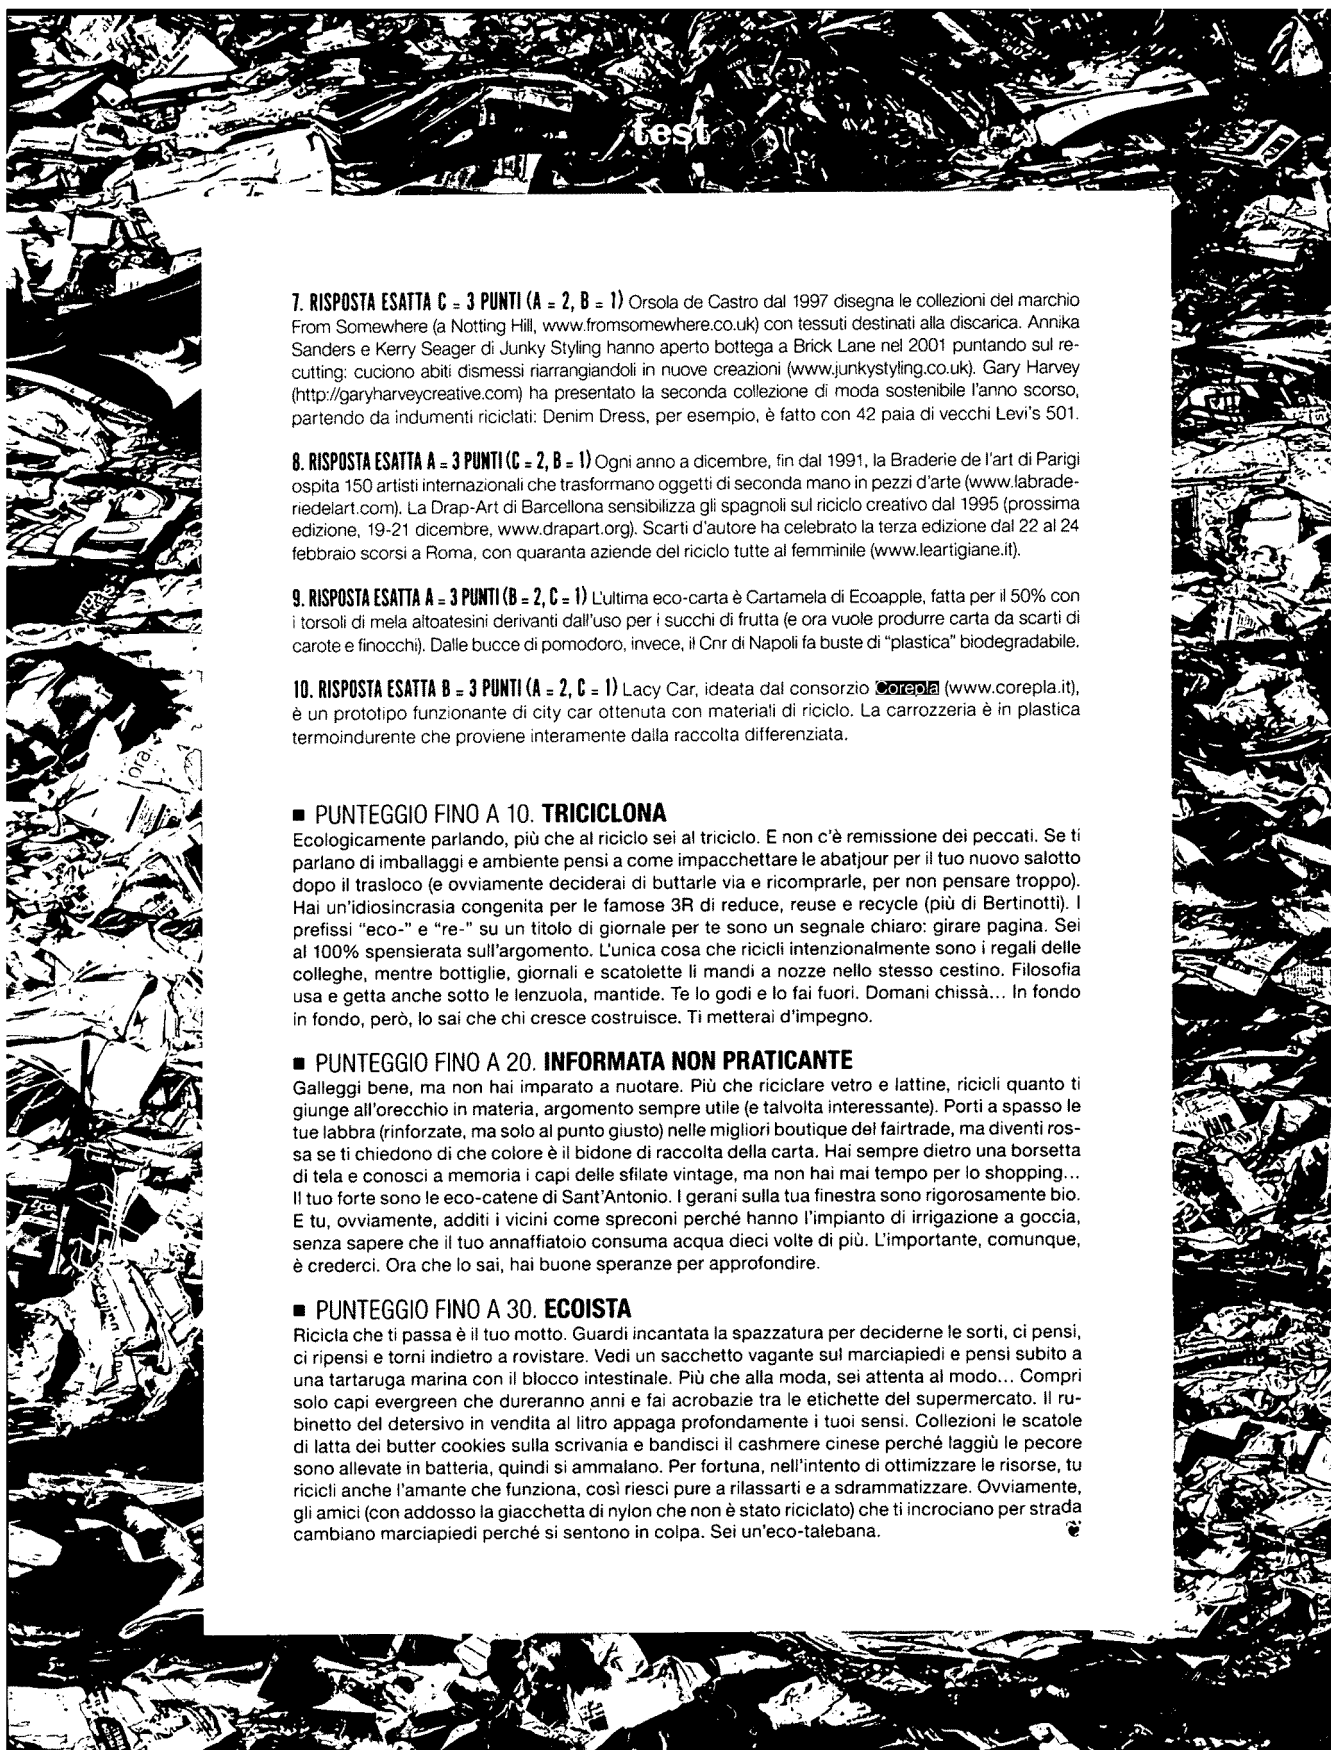 test
7. RISPOSTA ESATTA C = 3 PUNTI (A = 2, B = 1) Orsola de Castro dal 1997 disegna le collezioni del marchio
From Somewhere (a Notting Hill, www.fromsomewhere.co.uk) con tessuti destinati alla discarica. Annika
Sanders e Kerry Seager di Junky Styling hanno aperto bottega a Brick Lane nel 2001 puntando sul re-
cutting: cuciono abiti dismessi riarrangiandoli in nuove creazioni (www.junkystyling.co.uk). Gary Harvey
(http://garyharveycreative.com) ha presentato la seconda collezione di moda sostenibile l'anno scorso,
partendo da indumenti riciclati: Denim Dress, per esempio, è fatto con 42 paia di vecchi Levi's 501.
8. RISPOSTA ESATTA A = 3 PUNTI (C = 2, B = 1) Ogni anno a dicembre, fin dal 1991, la Braderie de l'art di Parigi
ospita 150 artisti internazionali che trasformano oggetti di seconda mano in pezzi d'arte (www.labrade-
riedelart.com). La Drap-Art di Barcellona sensibilizza gli spagnoli sul riciclo creativo dal 1995 (prossima
edizione, 19-21 dicembre, www.drapart.org). Scarti d'autore ha celebrato la terza edizione dal 22 al 24
febbraio scorsi a Roma, con quaranta aziende del riciclo tutte al femminile (www.leartigiane.it).
9. RISPOSTA ESATTA A = 3 PUNTI (B = 2, C = 1) L'ultima eco-carta è Cartamela di Ecoapple, fatta per il 50% con
i torsoli di mela altoatesini derivanti dall'uso per i succhi di frutta (e ora vuole produrre carta da scarti di
carote e finocchi). Dalle bucce di pomodoro, invece, il Cnr di Napoli fa buste di "plastica" biodegradabile.
10. RISPOSTA ESATTA B = 3 PUNTI (A = 2, C = 1) Lacy Car, ideata dal consorzio Corepla (www.corepla.it),
è un prototipo funzionante di city car ottenuta con materiali di riciclo. La carrozzeria è in plastica
termoindurente che proviene interamente dalla raccolta differenziata.
■ PUNTEGGIO FINO A 10. TRICICLONA
Ecologicamente parlando, più che al riciclo sei al triciclo. E non c'è remissione dei peccati. Se ti
parlano di imballaggi e ambiente pensi a come impacchettare le abatjour per il tuo nuovo salotto
dopo il trasloco (e ovviamente deciderai di buttarle via e ricomprarle, per non pensare troppo).
Hai un'idiosincrasia congenita per le famose 3R di reduce, reuse e recycle (più di Bertinotti). I
prefissi "eco-" e "re-" su un titolo di giornale per te sono un segnale chiaro: girare pagina. Sei
al 100% spensierata sull'argomento. L'unica cosa che ricicli intenzionalmente sono i regali delle
colleghe, mentre bottiglie, giornali e scatolette li mandi a nozze nello stesso cestino. Filosofia
usa e getta anche sotto le lenzuola, mantide. Te lo godi e lo fai fuori. Domani chissà... In fondo
in fondo, però, lo sai che chi cresce costruisce. Ti metterai d'impegno.
■ PUNTEGGIO FINO A 20. INFORMATA NON PRATICANTE
Galleggi bene, ma non hai imparato a nuotare. Più che riciclare vetro e lattine, ricicli quanto ti
giunge all'orecchio in materia, argomento sempre utile (e talvolta interessante). Porti a spasso le
tue labbra (rinforzate, ma solo al punto giusto) nelle migliori boutique del fairtrade, ma diventi ros-
sa se ti chiedono di che colore è il bidone di raccolta della carta. Hai sempre dietro una borsetta
di tela e conosci a memoria i capi delle sfilate vintage, ma non hai mai tempo per lo shopping...
Il tuo forte sono le eco-catene di Sant'Antonio. I gerani sulla tua finestra sono rigorosamente bio.
E tu, ovviamente, additi i vicini come spreconi perché hanno l'impianto di irrigazione a goccia,
senza sapere che il tuo annaffiatoio consuma acqua dieci volte di più. L'importante, comunque,
è crederci. Ora che lo sai, hai buone speranze per approfondire.
■ PUNTEGGIO FINO A 30. ECOISTA
Ricicla che ti passa è il tuo motto. Guardi incantata la spazzatura per deciderne le sorti, ci pensi,
ci ripensi e torni indietro a rovistare. Vedi un sacchetto vagante sul marciapiedi e pensi subito a
una tartaruga marina con il blocco intestinale. Più che alla moda, sei attenta al modo... Compri
solo capi evergreen che dureranno anni e fai acrobazie tra le etichette del supermercato. Il ru-
binetto del detersivo in vendita al litro appaga profondamente i tuoi sensi. Collezioni le scatole
di latta dei butter cookies sulla scrivania e bandisci il cashmere cinese perché laggiù le pecore
sono allevate in batteria, quindi si ammalano. Per fortuna, nell'intento di ottimizzare le risorse, tu
ricicli anche l'amante che funziona, così riesci pure a rilassarti e a sdrammatizzare. Ovviamente,
gli amici (con addosso la giacchetta di nylon che non è stato riciclato) che ti incrociano per strada
cambiano marciapiedi perché si sentono in colpa. Sei un'eco-talebana.